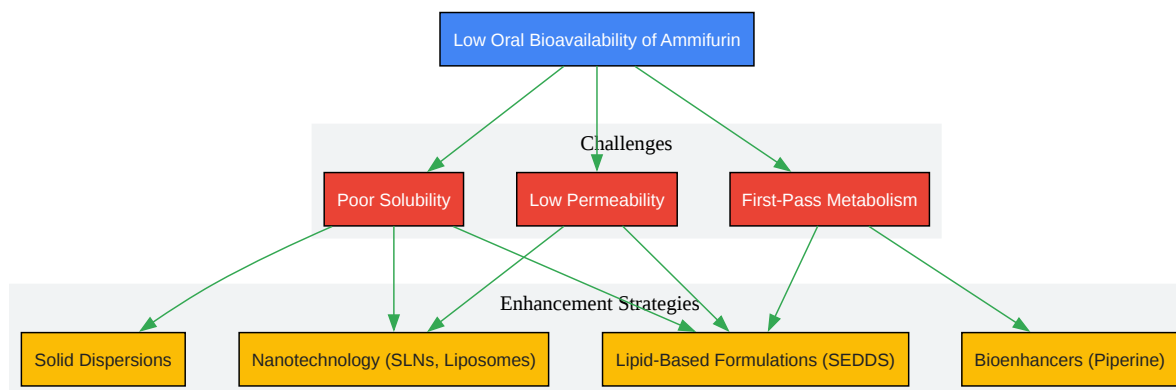 Low Oral Bioavailability of Ammifurin
Challenges
Poor Solubility
Low Permeability
First-Pass Metabolism
Enhancement Strategies
Solid Dispersions
Nanotechnology (SLNs, Liposomes)
Lipid-Based Formulations (SEDDS)
Bioenhancers (Piperine)